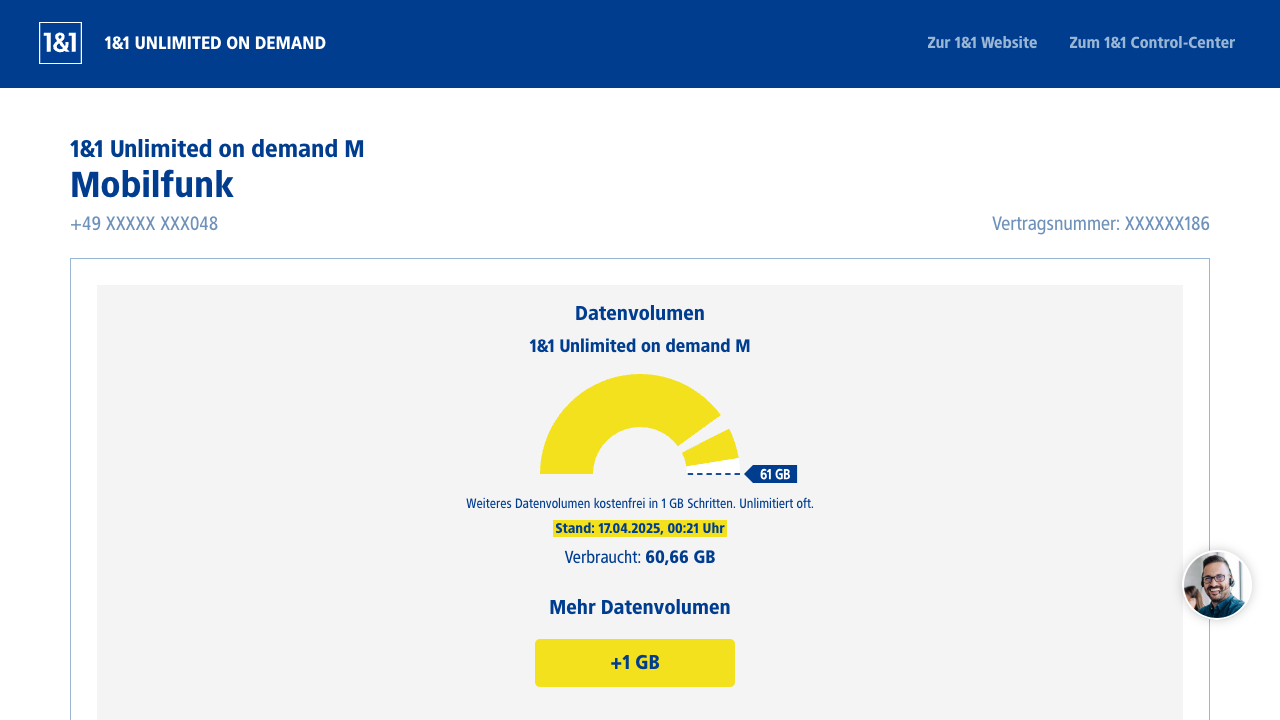 1&1
1&1 UNLIMITED ON DEMAND
Zur 1&1 Website
Zum 1&1 Control-Center
1&1 Unlimited on demand M
Mobilfunk
+49 XXXXX XXX048
Vertragsnummer: XXXXXX186
Datenvolumen
1&1 Unlimited on demand M
61 GB
Weiteres Datenvolumen kostenfrei in 1 GB Schritten. Unlimitiert oft.
Stand: 17.04.2025, 00:21 Uhr
Verbraucht: 60,66 GB
Mehr Datenvolumen
+1 GB